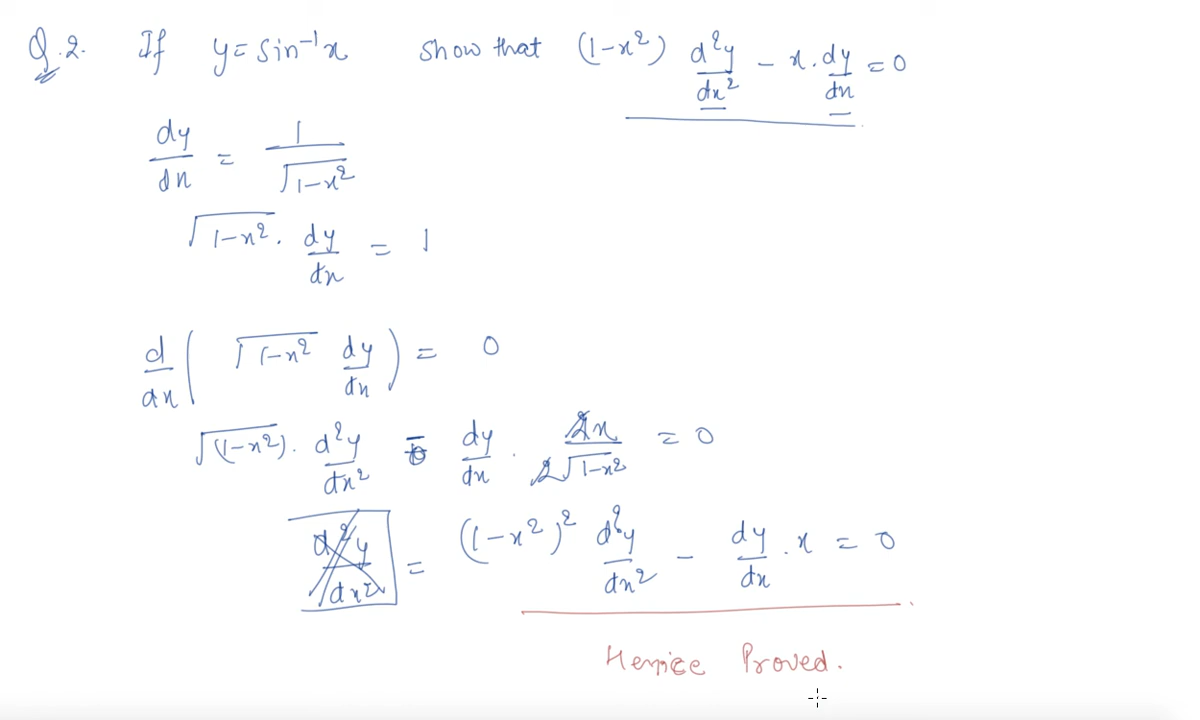 Q.2. If y = sin⁻¹x show that (1-x²) d²y/dx² - x.dy/dx = 0
dy/dx = 1/√1-x²
√1-x² . dy/dx = 1
d/dx ( √1-x² dy/dx ) = 0
√(1-x²) . d²y/dx² - dy/dx . 2x/2√1-x² = 0
d²y/dx² = (1-x²)² d²y/dx² - dy/dx . x = 0
Hence Proved.